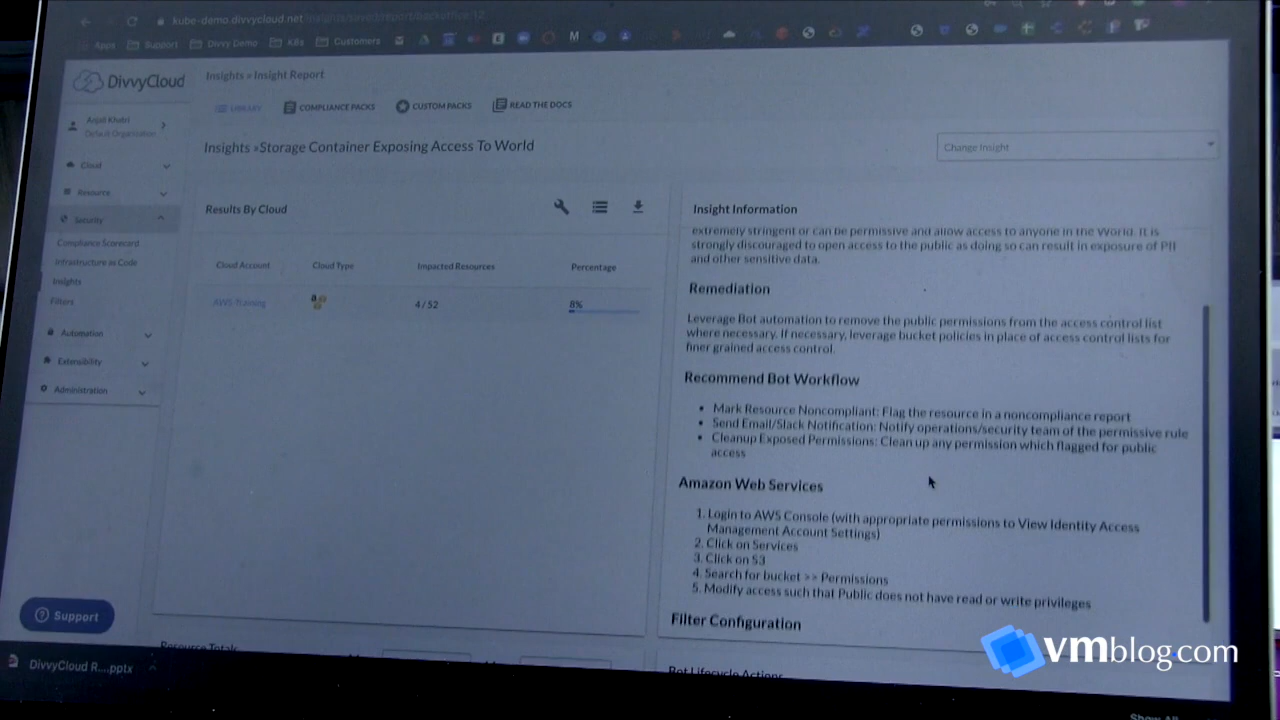 kube-demo.divvycloud.net
Apps Support Divvy Demo K8s Customers
M
DivvyCloud
Insights » Insight Report
Anjali Khatri
Default Organization
LIBRARY COMPLIANCE PACKS CUSTOM PACKS READ THE DOCS
Insights »Storage Container Exposing Access To World
Change Insight
Cloud
Resource
Security
Compliance Scorecard
Infrastructure as Code
Insights
Filters
Automation
Extensibility
Administration
Results By Cloud
Cloud Account Cloud Type Impacted Resources Percentage
AWS Training 4/52 8%
Insight Information
extremely stringent or can be permissive and allow access to anyone in the World. It is
strongly discouraged to open access to the public as doing so can result in exposure of PII
and other sensitive data.
Remediation
Leverage Bot automation to remove the public permissions from the access control list
where necessary. If necessary, leverage bucket policies in place of access control lists for
finer grained access control.
Recommend Bot Workflow
• Mark Resource Noncompliant: Flag the resource in a noncompliance report
• Send Email/Slack Notification: Notify operations/security team of the permissive rule
• Cleanup Exposed Permissions: Clean up any permission which flagged for public
access
Amazon Web Services
1. Login to AWS Console (with appropriate permissions to View Identity Access
Management Account Settings)
2. Click on Services
3. Click on S3
4. Search for bucket >> Permissions
5. Modify access such that Public does not have read or write privileges
Filter Configuration
Support
Resource Totals
Bot Lifecycle Actions
DivvyCloud R....pptx
Show All
vmblog.com